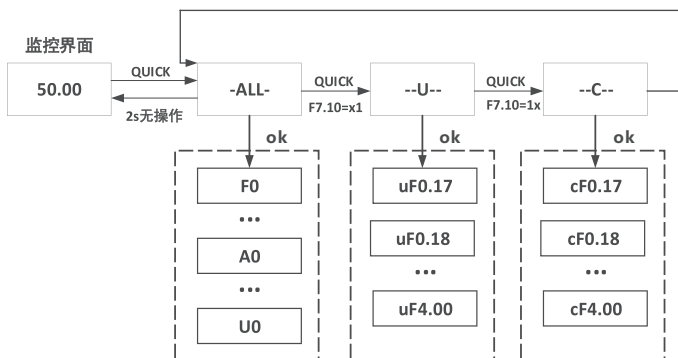 监控界面
50.00
QUICK
2s无操作
-ALL-
QUICK
F7.10=x1
--U--
QUICK
F7.10=1x
--C--
ok
ok
ok
F0
...
A0
...
U0
uF0.17
uF0.18
...
uF4.00
cF0.17
cF0.18
...
cF4.00